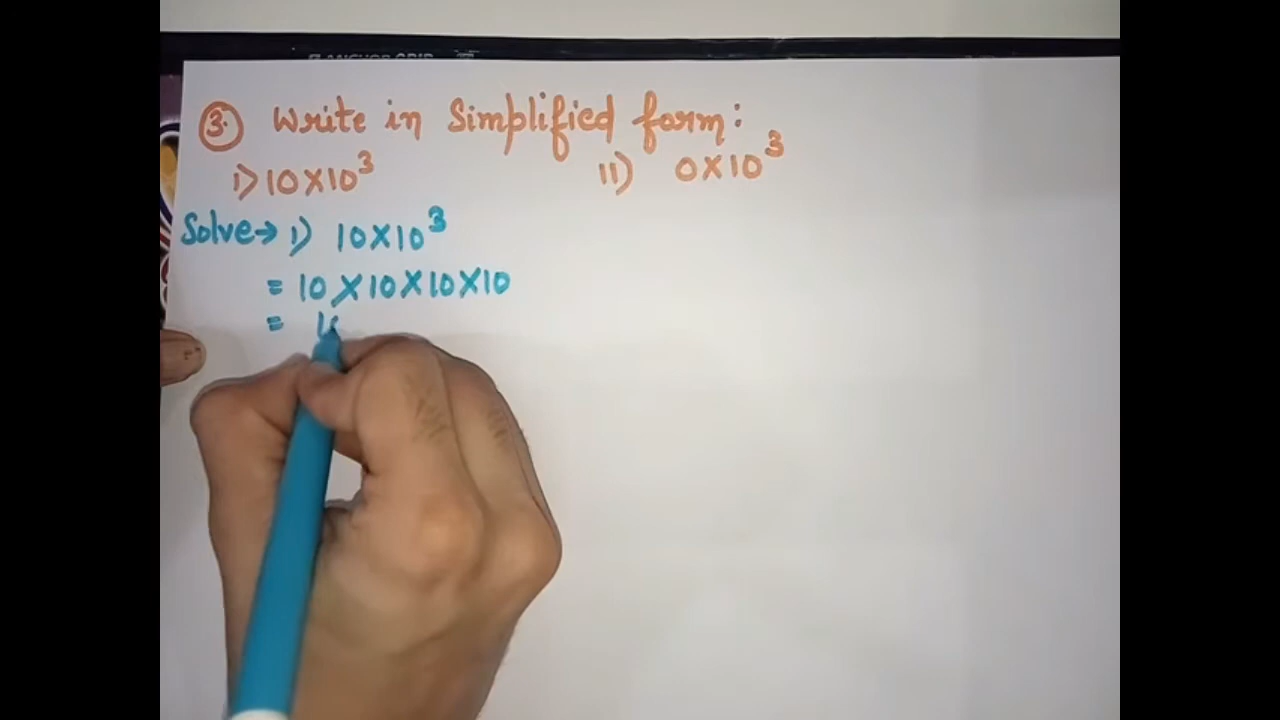 3. Write in Simplified form:
i) 10×10³ ii) 0×10³
Solve→ i) 10×10³
= 10×10×10×10
=